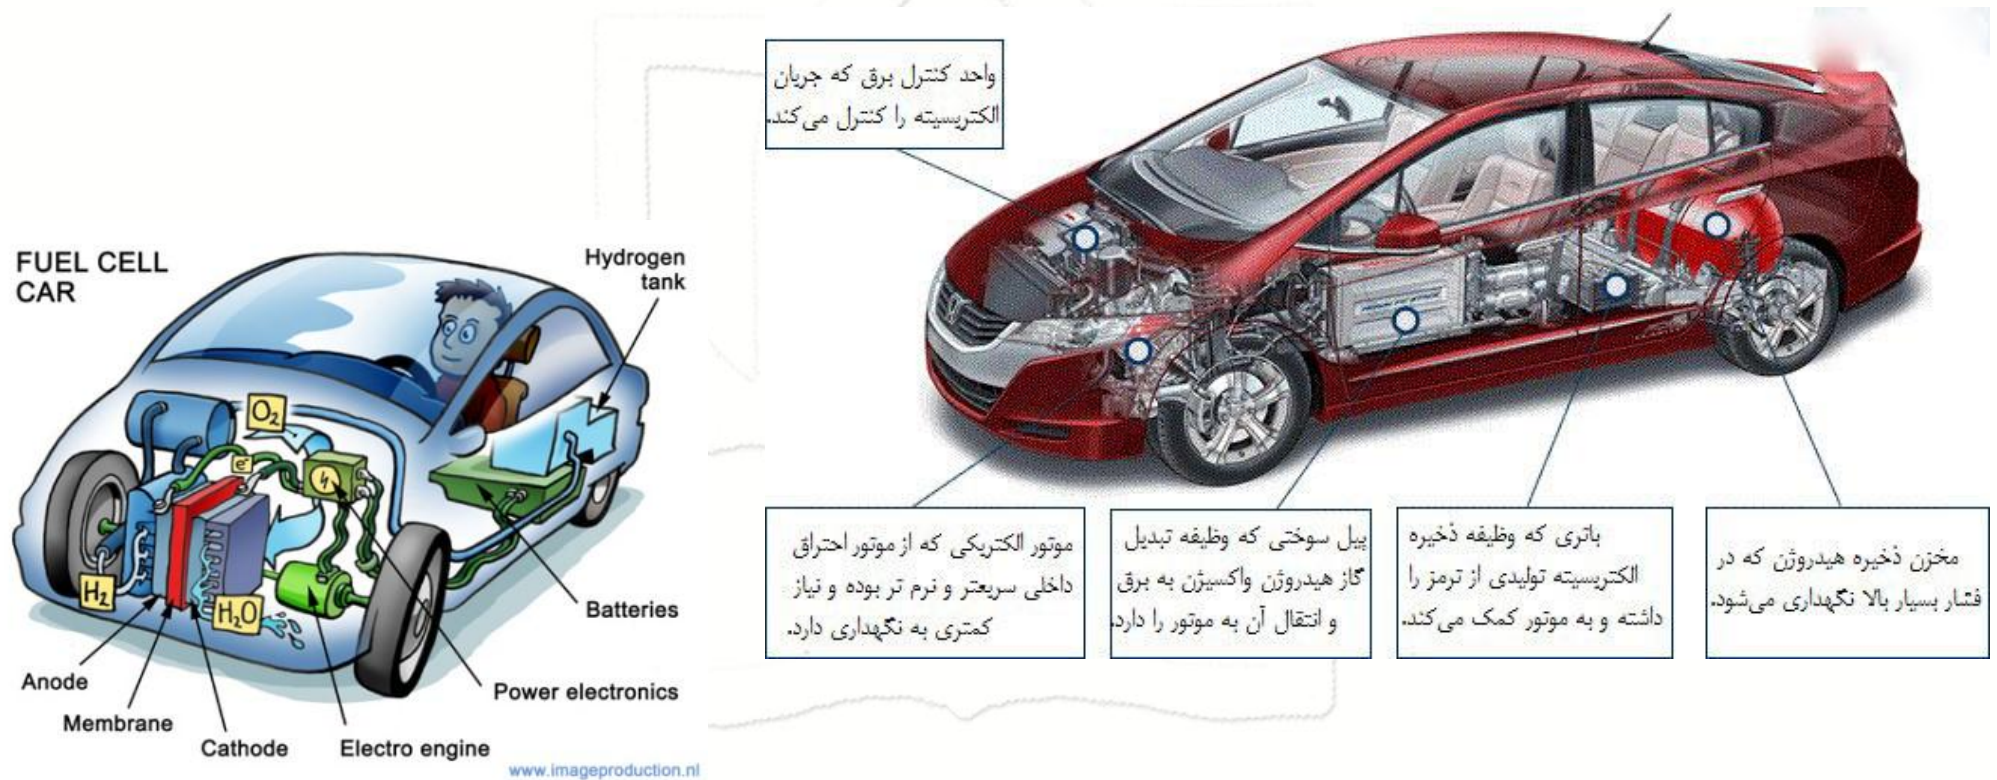 FUEL CELL
CAR
Hydrogen
tank
O₂
e⁻
H₂
H₂O
Batteries
Anode
Membrane
Cathode
Electro engine
Power electronics
www.imageproduction.nl
واحد کنترل برق که جریان
الکتریسیته را کنترل می‌کند.
موتور الکتریکی که از موتور احتراق
داخلی سریعتر و نرم تر بوده و نیاز
کمتری به نگهداری دارد.
پیل سوختی که وظیفه تبدیل
گاز هیدروژن واکسیژن به برق
و انتقال آن به موتور را دارد.
باتری که وظیفه ذخیره
الکتریسیته تولیدی از ترمز را
داشته و به موتور کمک می‌کند.
مخزن ذخیره هیدروژن که در
فشار بسیار بالا نگهداری می‌شود.